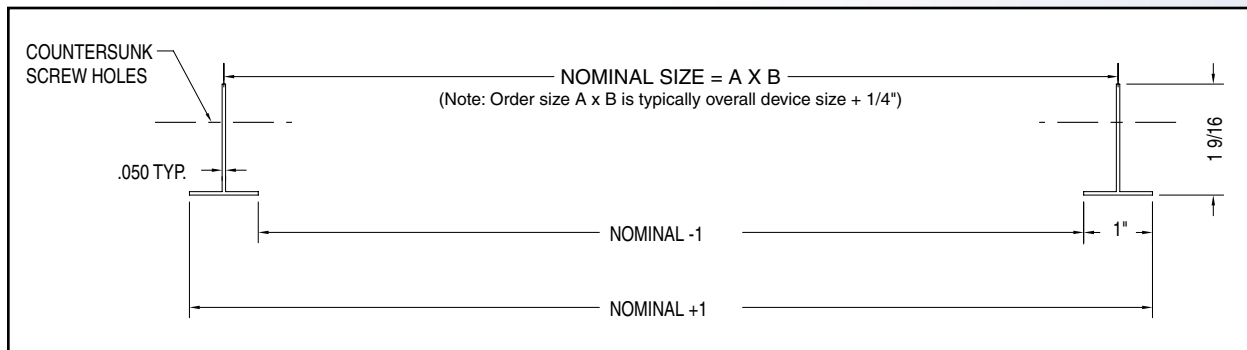 COUNTERSUNK
SCREW HOLES
NOMINAL SIZE = A X B
(Note: Order size A x B is typically overall device size + 1/4")
1 9/16
.050 TYP.
NOMINAL -1
1"
NOMINAL +1